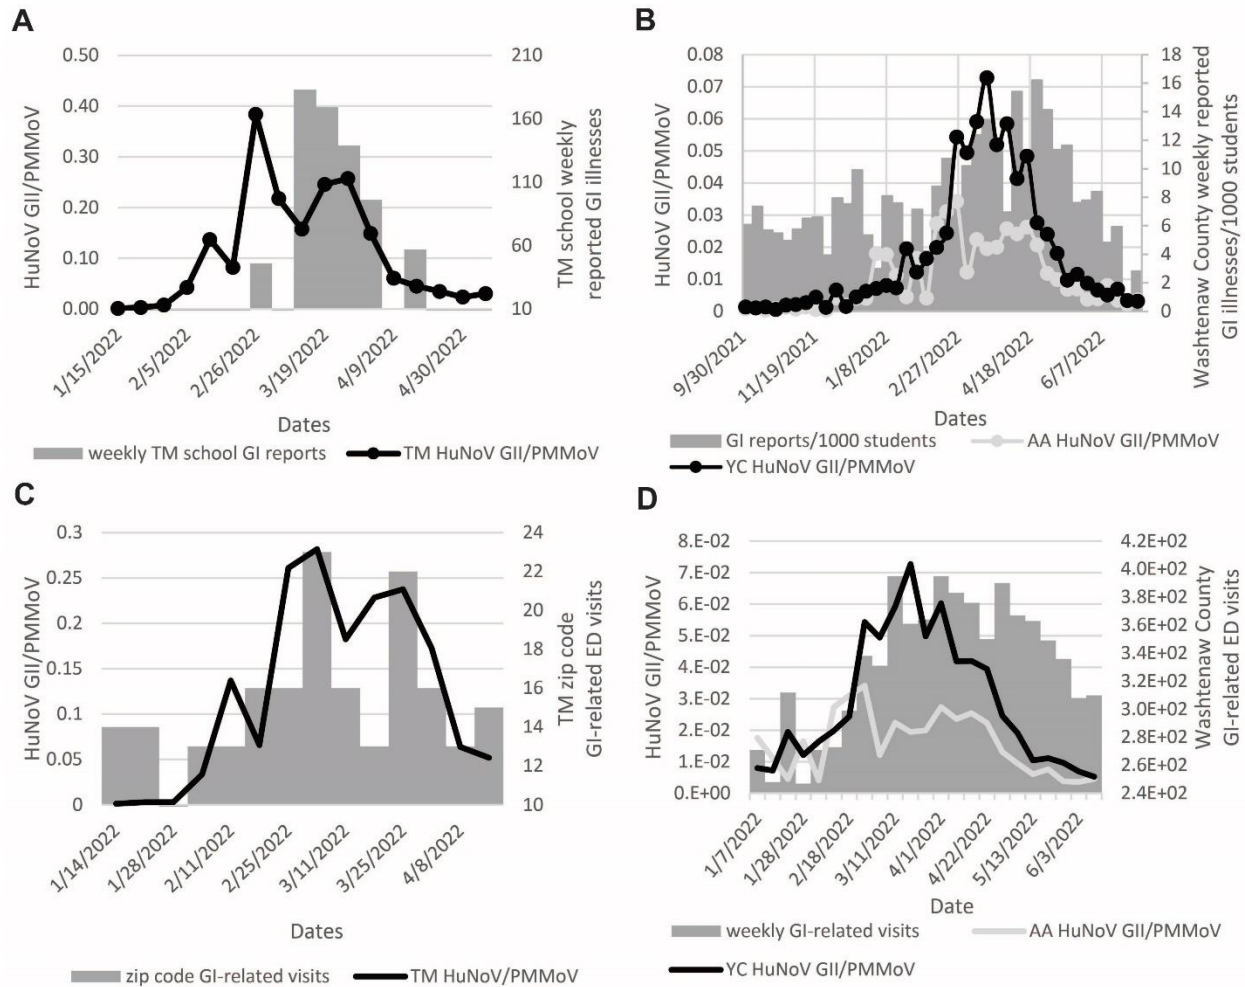 A
0.50
0.40
0.30
0.20
0.10
0.00
HuNoV GII/PMMoV
210
160
110
60
10
TM school weekly
reported GI illnesses
1/15/2022
2/5/2022
2/26/2022
3/19/2022
4/9/2022
4/30/2022
Dates
weekly TM school GI reports
TM HuNoV GII/PMMoV
B
0.08
0.07
0.06
0.05
0.04
0.03
0.02
0.01
0
HuNoV GII/PMMoV
18
16
14
12
10
8
6
4
2
0
Washtenaw County weekly reported
GI illnesses/1000 students
9/30/2021
11/19/2021
1/8/2022
2/27/2022
4/18/2022
6/7/2022
Dates
GI reports/1000 students
AA HuNoV GII/PMMoV
YC HuNoV GII/PMMoV
C
0.3
0.25
0.2
0.15
0.1
0.05
0
HuNoV GII/PMMoV
24
22
20
18
16
14
12
10
TM zip code
GI-related ED visits
1/14/2022
1/28/2022
2/11/2022
2/25/2022
3/11/2022
3/25/2022
4/8/2022
Dates
zip code GI-related visits
TM HuNoV/PMMoV
D
8.E-02
7.E-02
6.E-02
5.E-02
4.E-02
3.E-02
2.E-02
1.E-02
0.E+00
HuNoV GII/PMMoV
4.2E+02
4.0E+02
3.8E+02
3.6E+02
3.4E+02
3.2E+02
3.0E+02
2.8E+02
2.6E+02
2.4E+02
Washtenaw County
GI-related ED visits
1/7/2022
1/28/2022
2/18/2022
3/11/2022
4/1/2022
4/22/2022
5/13/2022
6/3/2022
Date
weekly GI-related visits
AA HuNoV GII/PMMoV
YC HuNoV GII/PMMoV